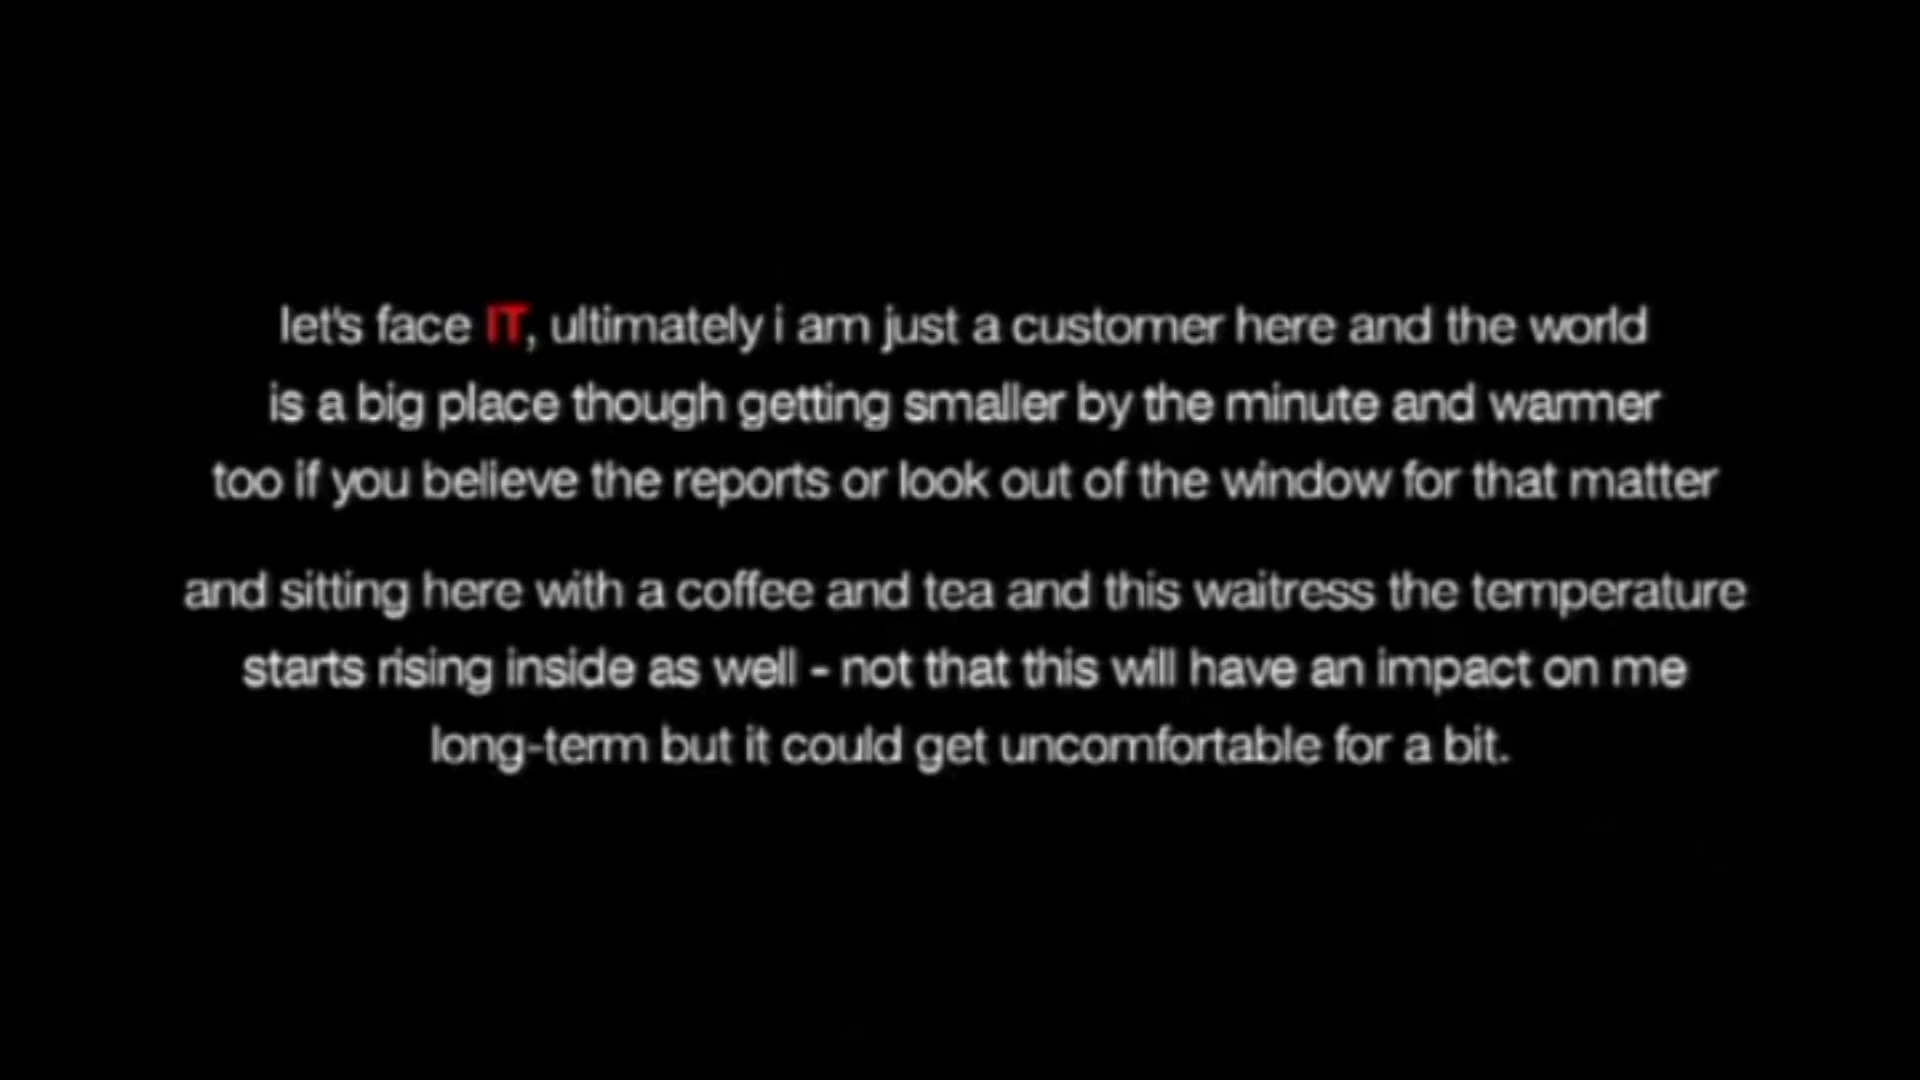 let's face IT, ultimately i am just a customer here and the world
is a big place though getting smaller by the minute and warmer
too if you believe the reports or look out of the window for that matter
and sitting here with a coffee and tea and this waitress the temperature
starts rising inside as well - not that this will have an impact on me
long-term but it could get uncomfortable for a bit.